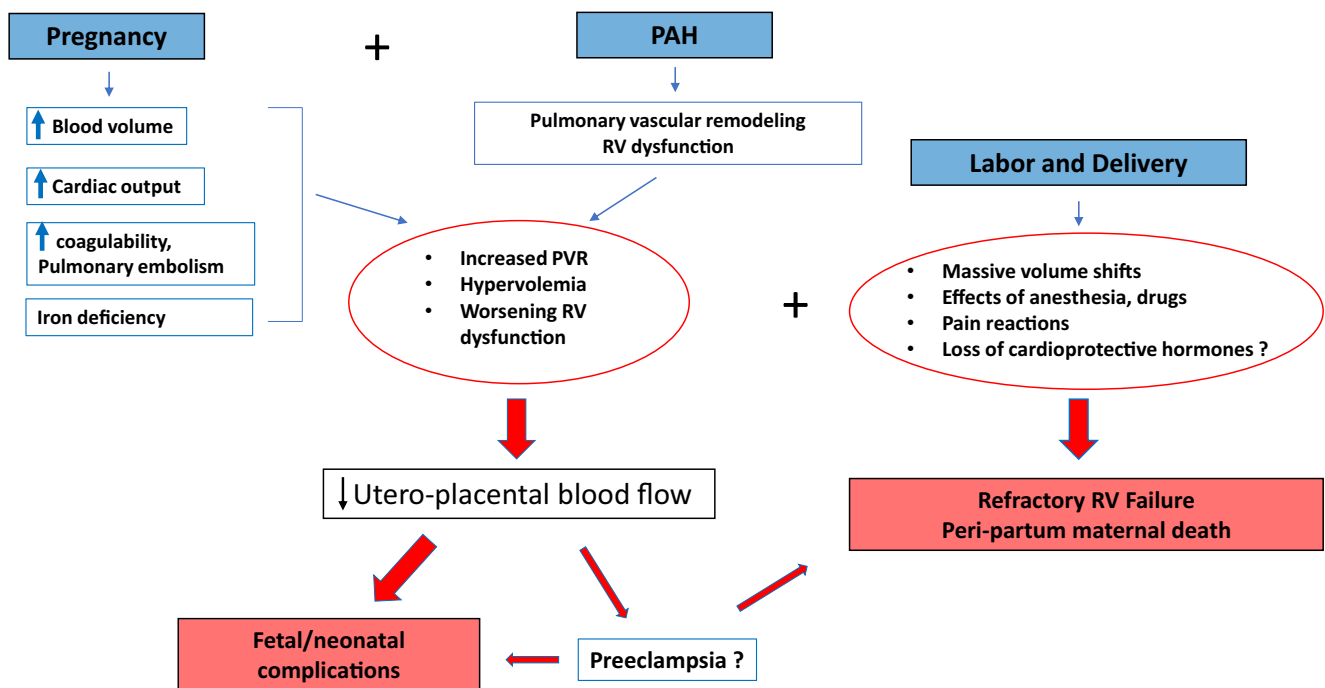 Pregnancy
+
PAH
Blood volume
Cardiac output
coagulability,
Pulmonary embolism
Iron deficiency
Pulmonary vascular remodeling
RV dysfunction
Labor and Delivery
• Increased PVR
• Hypervolemia
• Worsening RV
dysfunction
+
• Massive volume shifts
• Effects of anesthesia, drugs
• Pain reactions
• Loss of cardioprotective hormones ?
Utero-placental blood flow
Refractory RV Failure
Peri-partum maternal death
Fetal/neonatal
complications
Preeclampsia ?